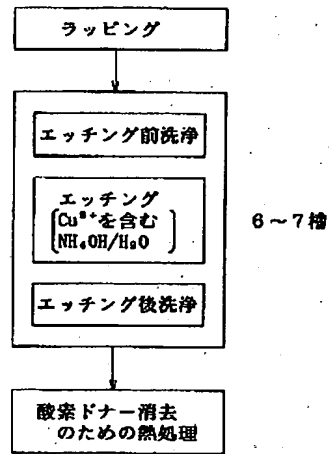 ラッピング
エッチング前洗浄
エッチング
Cu²⁺を含む
NH₄OH/H₂O
6～7槽
エッチング後洗浄
酸素ドナー消去
のための熱処理